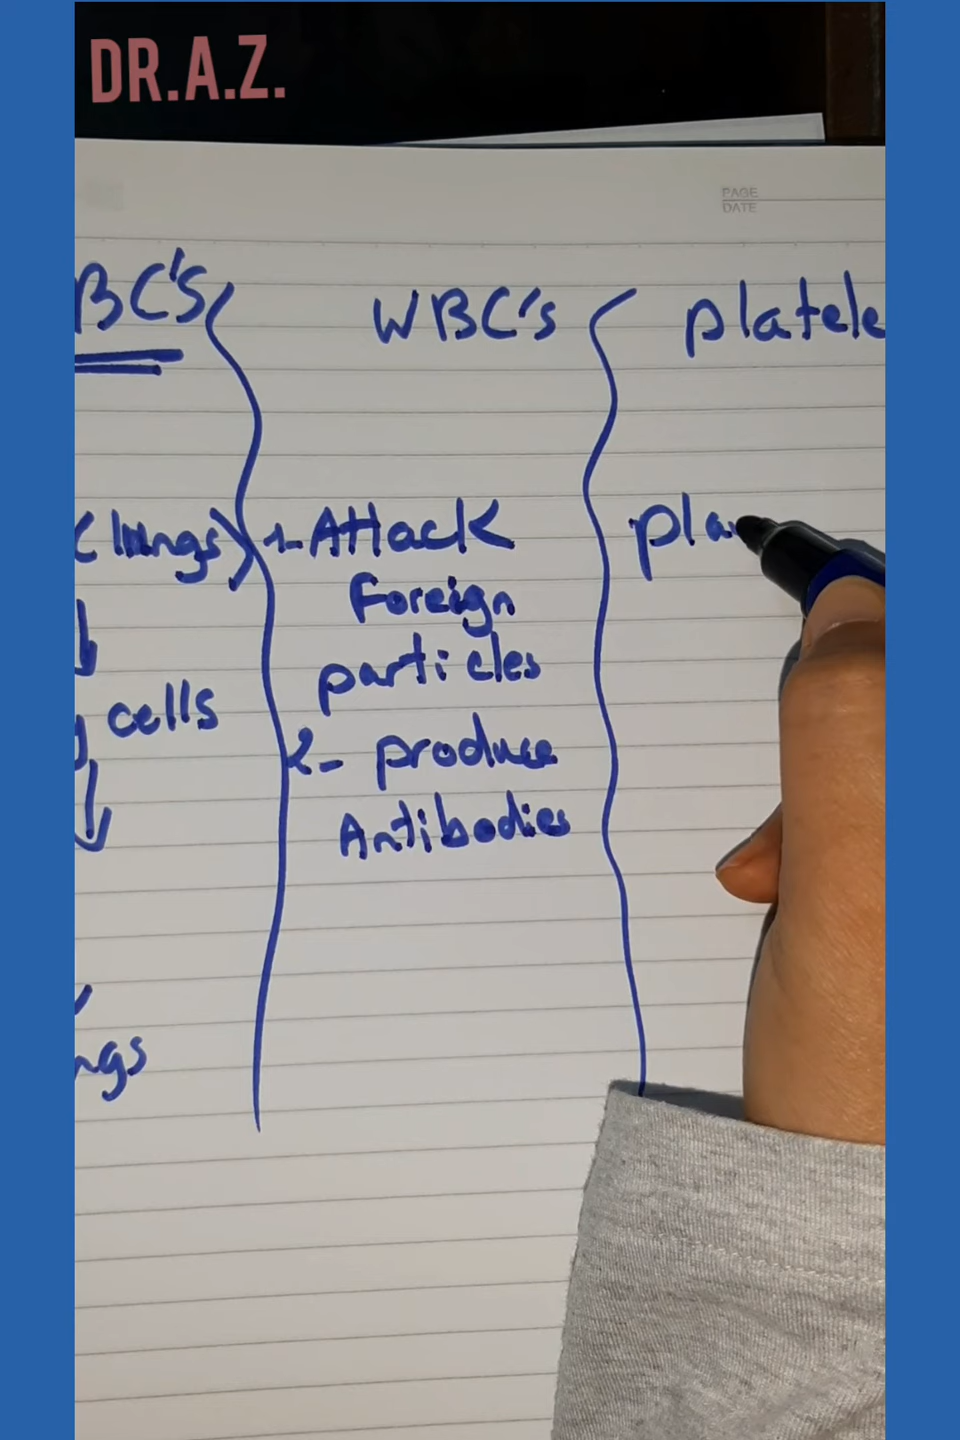 DR.A.Z.
PAGE
DATE
BC's WBC's platele
(lungs) 1- Attack pla
Foreign
particles
cells
2- produce
Antibodies
ngs